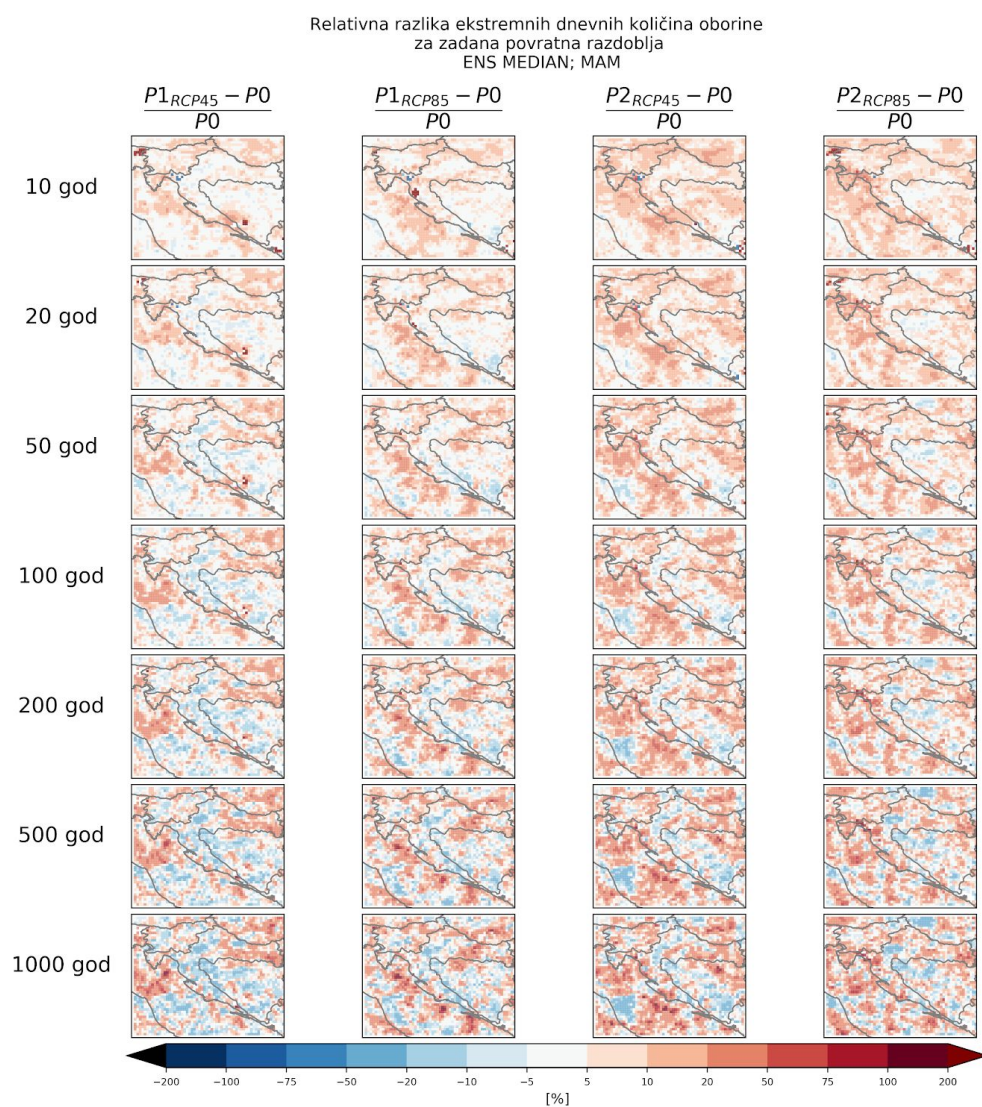 Relativna razlika ekstremnih dnevnih količina oborine
za zadana povratna razdoblja
ENS MEDIAN; MAM
P1RCP45 − P0 P1RCP85 − P0 P2RCP45 − P0 P2RCP85 − P0
P0 P0 P0 P0
10 god
20 god
50 god
100 god
200 god
500 god
1000 god
−200 −100 −75 −50 −20 −10 −5 5 10 20 50 75 100 200
[%]